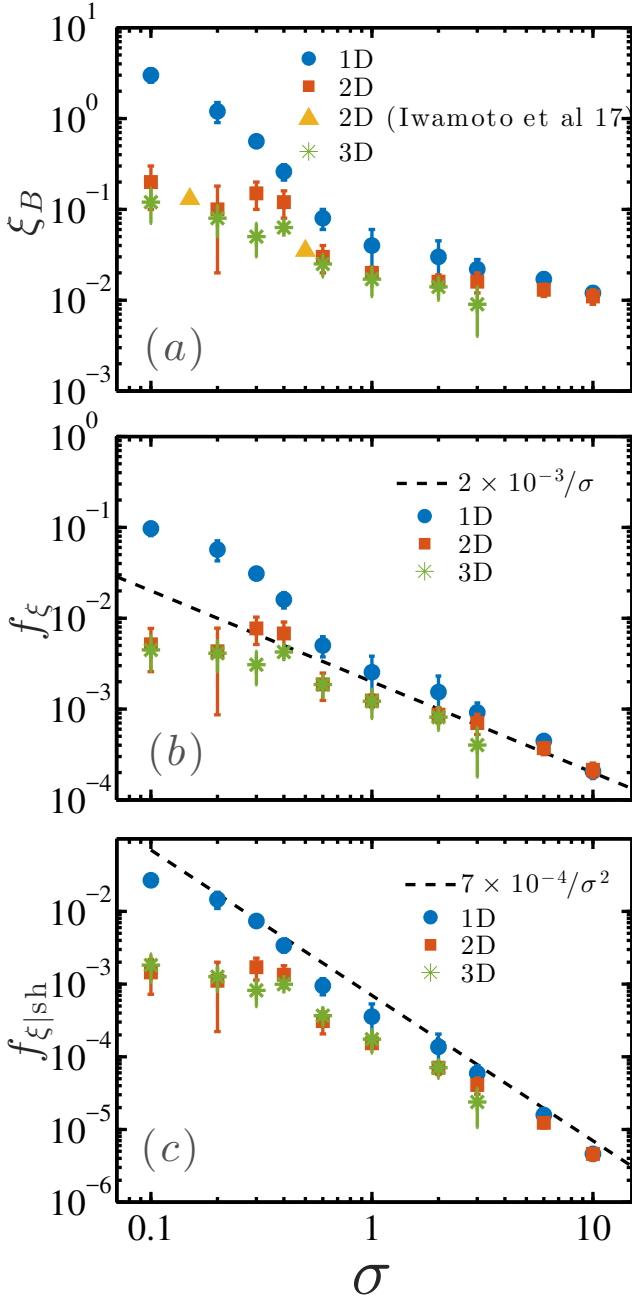 10^1
10^0
10^-1
10^-2
10^-3
ξ_B
1D
2D
2D (Iwamoto et al 17)
3D
(a)
10^0
10^-1
10^-2
10^-3
10^-4
f_ξ
2 × 10^-3/σ
1D
2D
3D
(b)
10^-2
10^-3
10^-4
10^-5
10^-6
f_ξ|sh
7 × 10^-4/σ^2
1D
2D
3D
(c)
0.1 1 10
σ